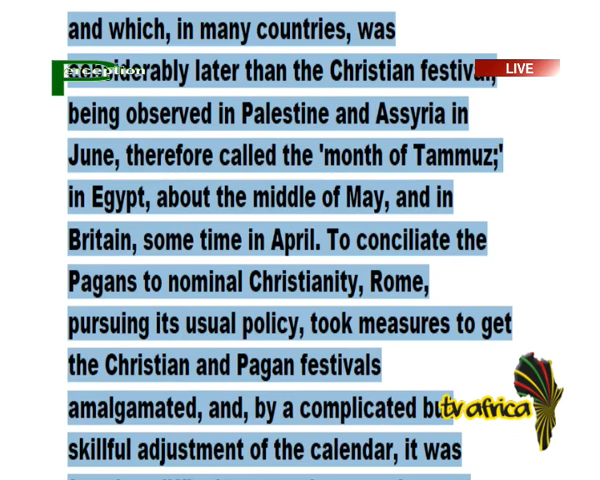 and which, in many countries, was
considerably later than the Christian festival,
Perception
LIVE
being observed in Palestine and Assyria in
June, therefore called the 'month of Tammuz;'
in Egypt, about the middle of May, and in
Britain, some time in April. To conciliate the
Pagans to nominal Christianity, Rome,
pursuing its usual policy, took measures to get
the Christian and Pagan festivals
amalgamated, and, by a complicated but
tv africa
skillful adjustment of the calendar, it was